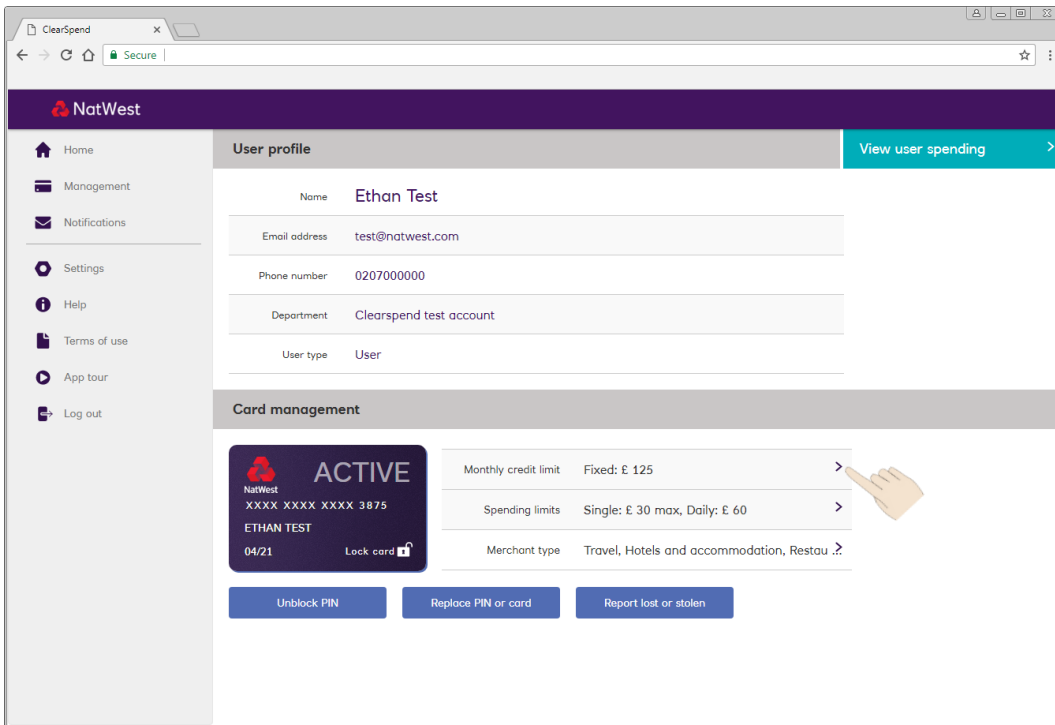 ClearSpend
Secure
NatWest
Home
Management
Notifications
Settings
Help
Terms of use
App tour
Log out
User profile
View user spending
Name Ethan Test
Email address test@natwest.com
Phone number 0207000000
Department Clearspend test account
User type User
Card management
NatWest
ACTIVE
XXXX XXXX XXXX 3875
ETHAN TEST
04/21 Lock card
Monthly credit limit Fixed: £ 125
Spending limits Single: £ 30 max, Daily: £ 60
Merchant type Travel, Hotels and accommodation, Restau ..
Unblock PIN
Replace PIN or card
Report lost or stolen